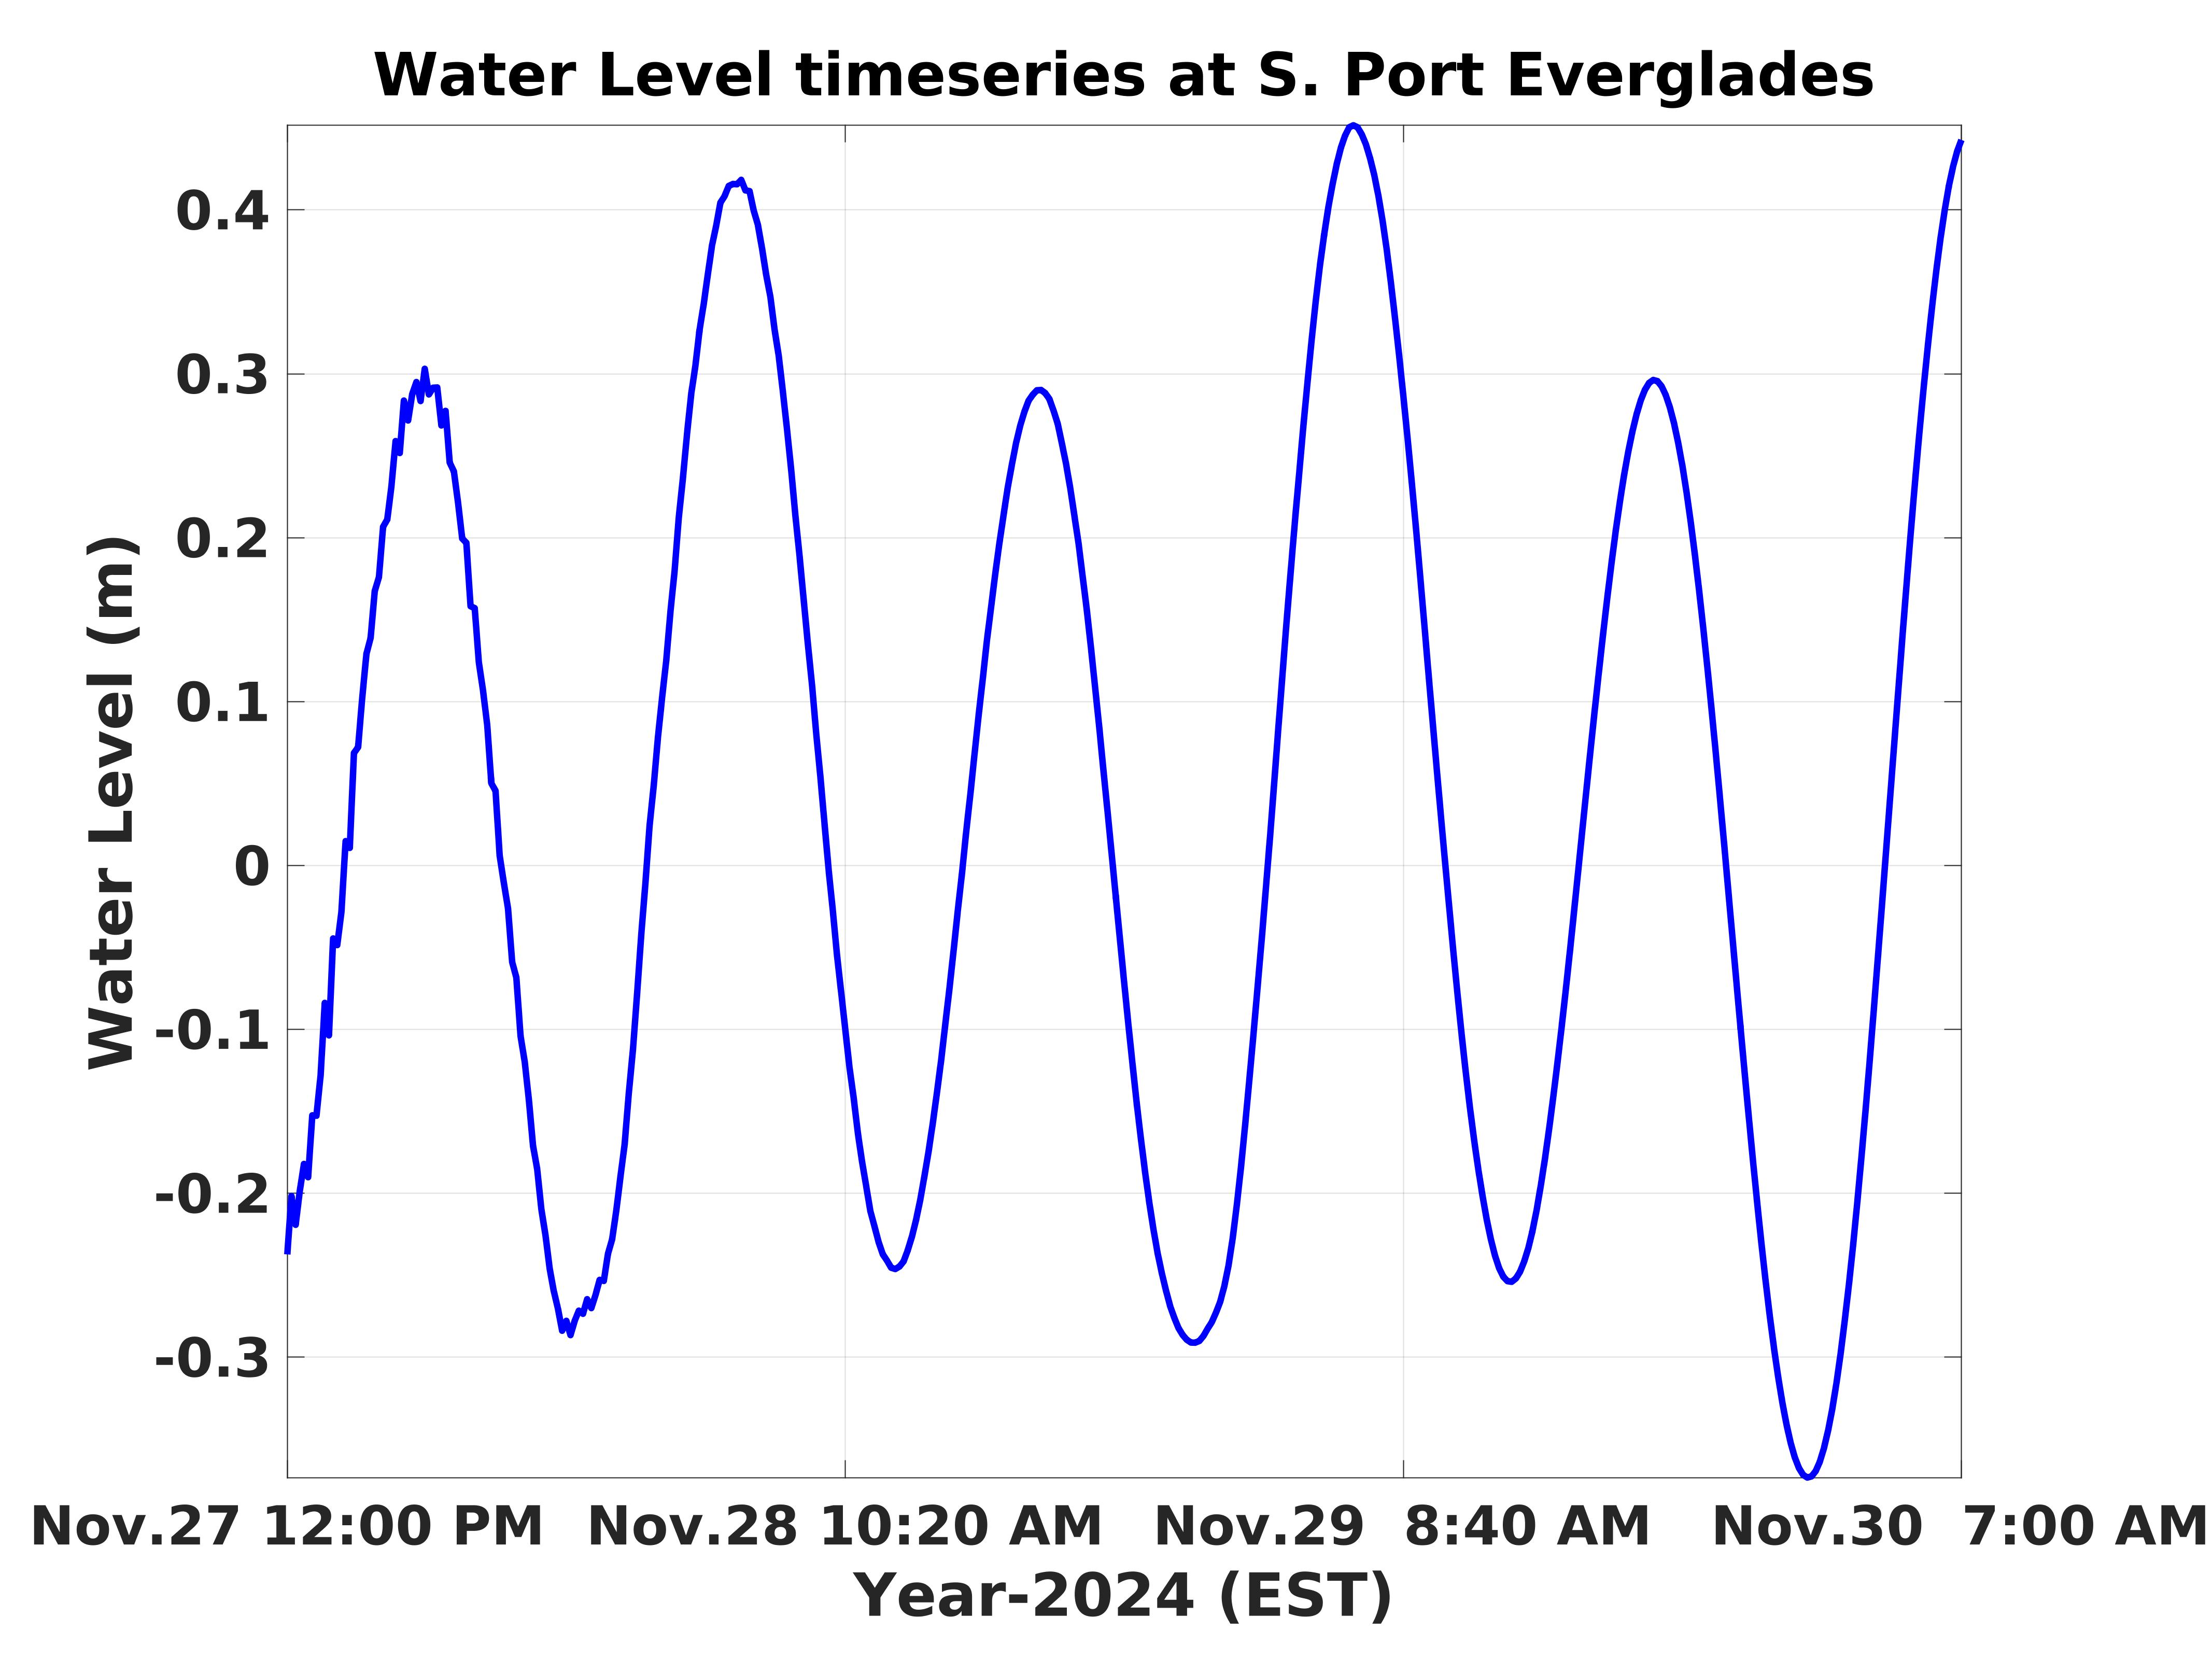 Water Level timeseries at S. Port Everglades
Water Level (m)
0.4
0.3
0.2
0.1
0
-0.1
-0.2
-0.3
Nov.27 12:00 PM Nov.28 10:20 AM Nov.29 8:40 AM Nov.30 7:00 AM
Year-2024 (EST)